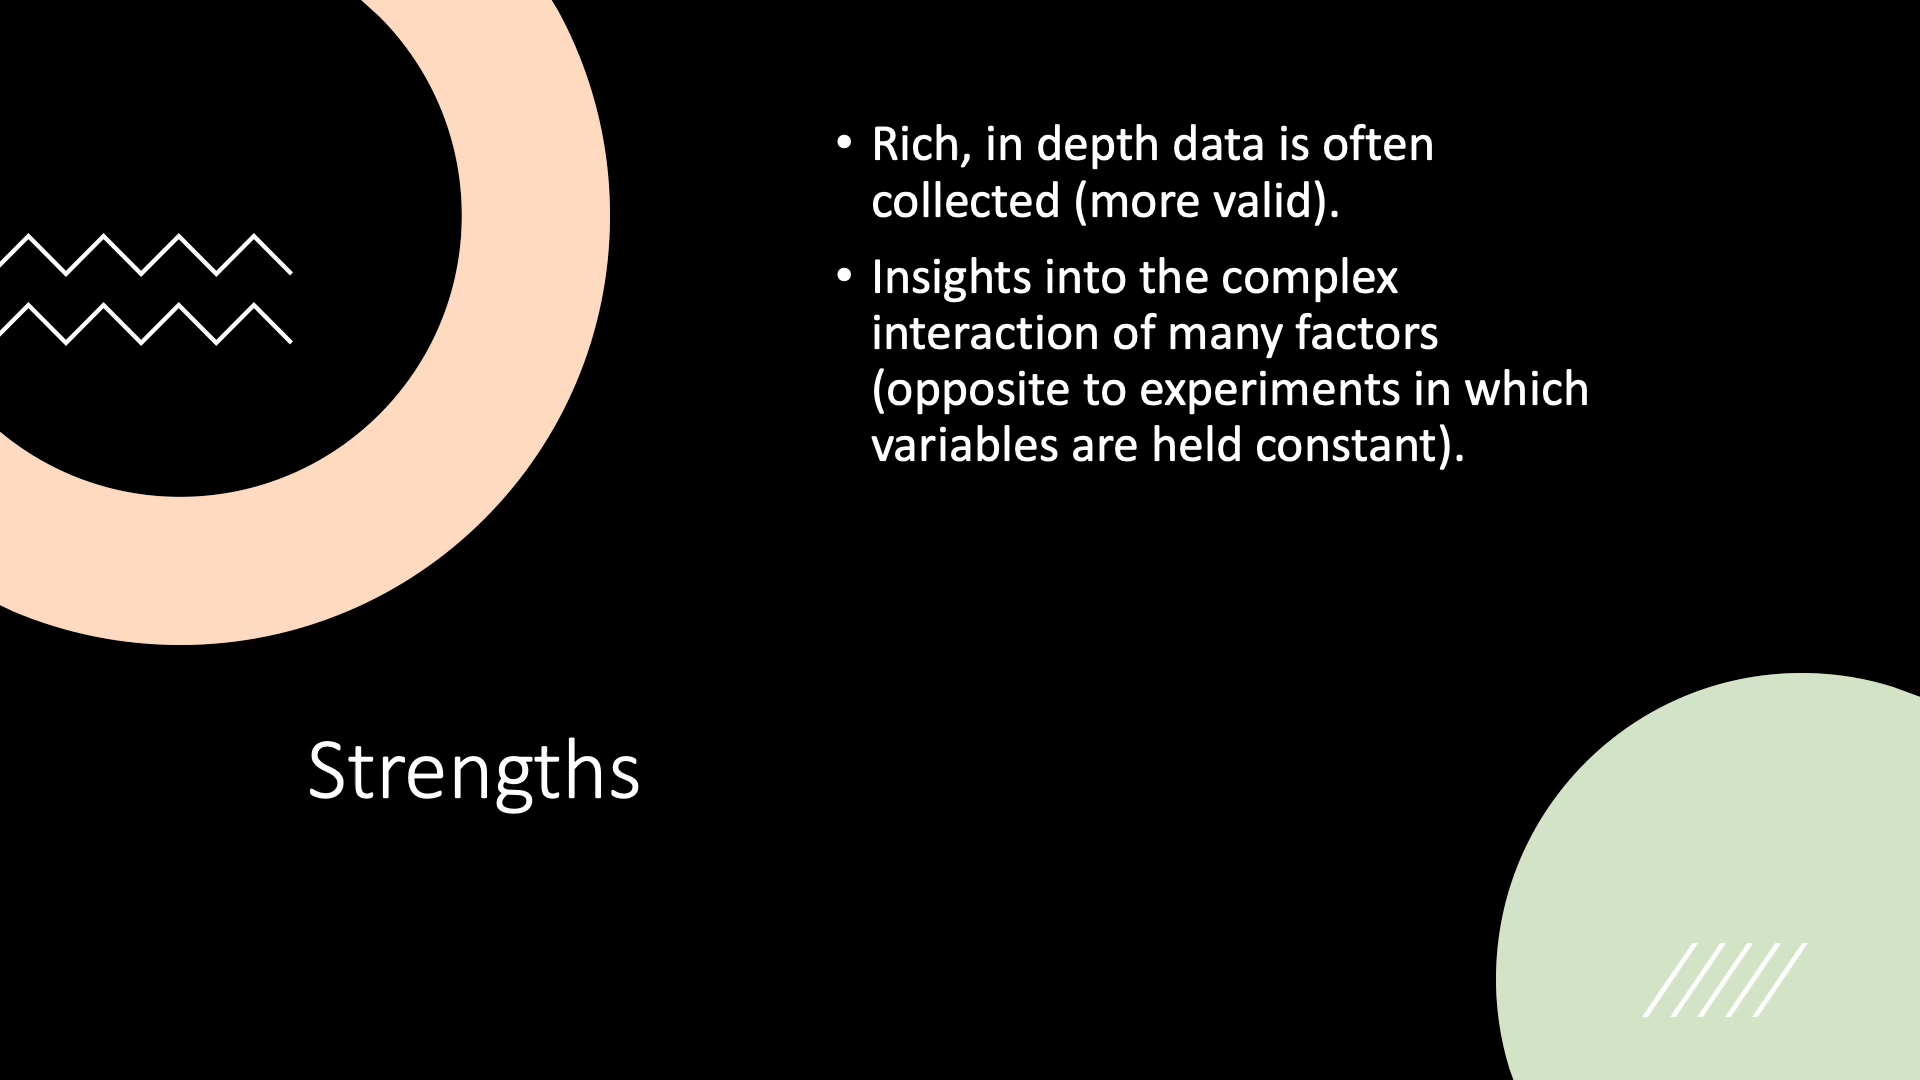 • Rich, in depth data is often
collected (more valid).
• Insights into the complex
interaction of many factors
(opposite to experiments in which
variables are held constant).
Strengths